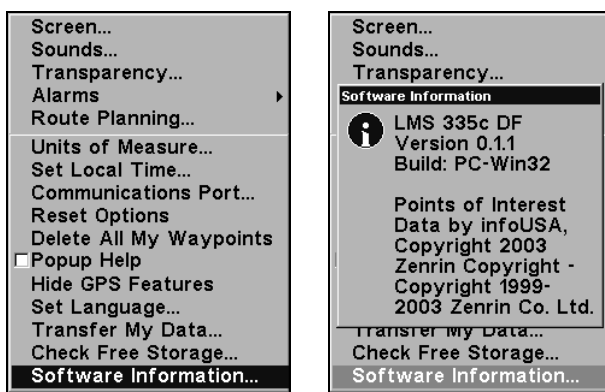 Screen...
Sounds...
Transparency...
Alarms
Route Planning...
Units of Measure...
Set Local Time...
Communications Port...
Reset Options
Delete All My Waypoints
Popup Help
Hide GPS Features
Set Language...
Transfer My Data...
Check Free Storage...
Software Information...
Screen...
Sounds...
Transparency...
Software Information
LMS 335c DF
Version 0.1.1
Build: PC-Win32
Points of Interest
Data by infoUSA,
Copyright 2003
Zenrin Copyright -
Copyright 1999-
2003 Zenrin Co. Ltd.
Transfer My Data...
Check Free Storage...
Software Information...